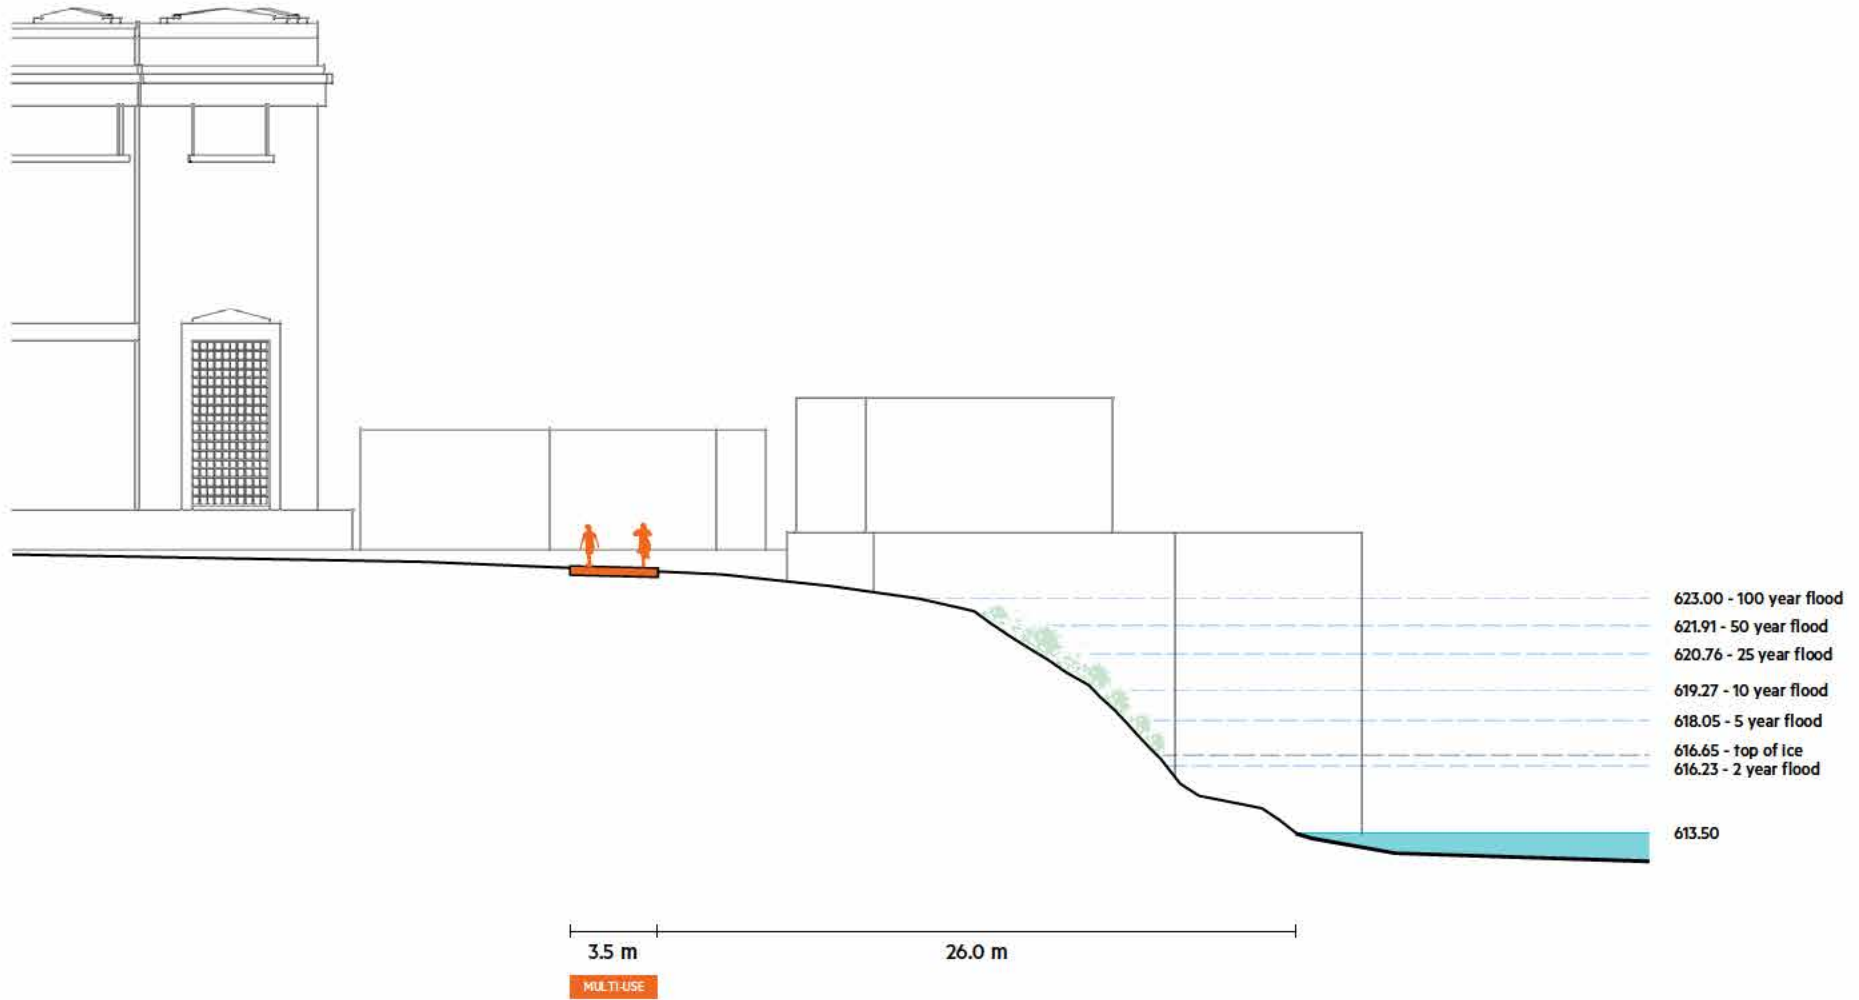 623.00 - 100 year flood
621.91 - 50 year flood
620.76 - 25 year flood
619.27 - 10 year flood
618.05 - 5 year flood
616.65 - top of ice
616.23 - 2 year flood
613.50
3.5 m
26.0 m
MULTI-USE